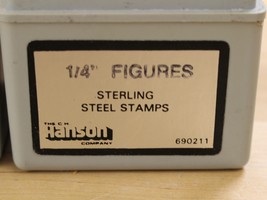 1/4" FIGURES
STERLING
STEEL STAMPS
THE C.H.
Hanson
COMPANY
690211